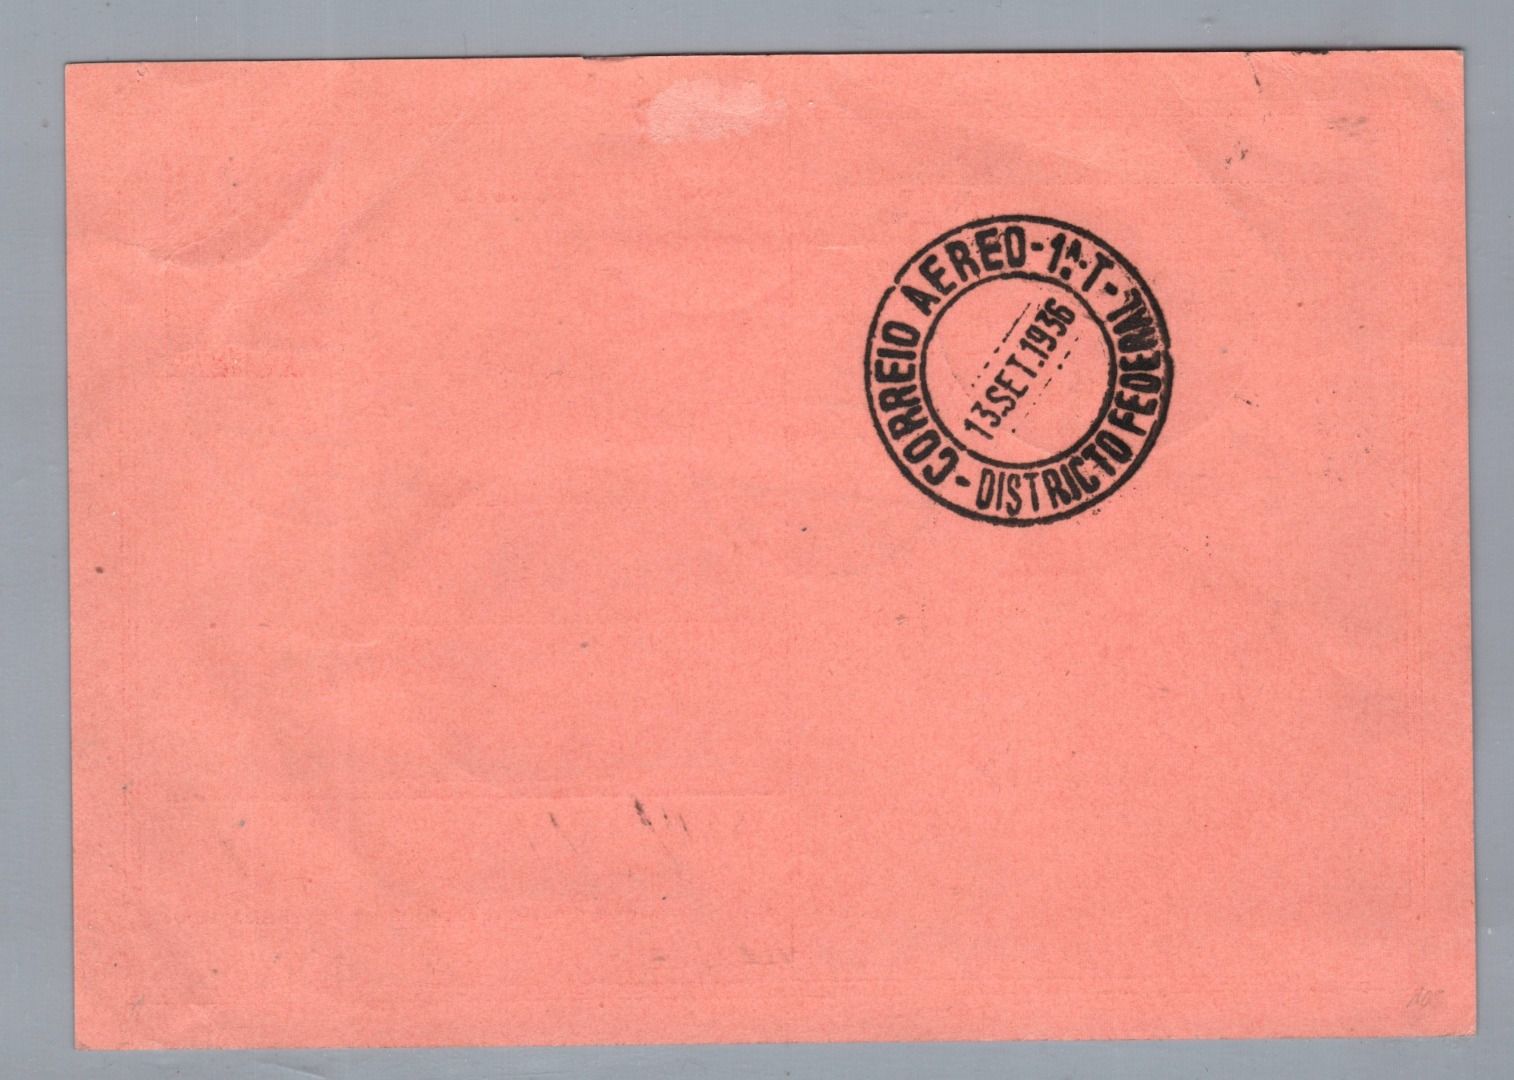 CORREIO AEREO-1ª.T-
DISTRICTO FEDERAL-
13.SET.1936